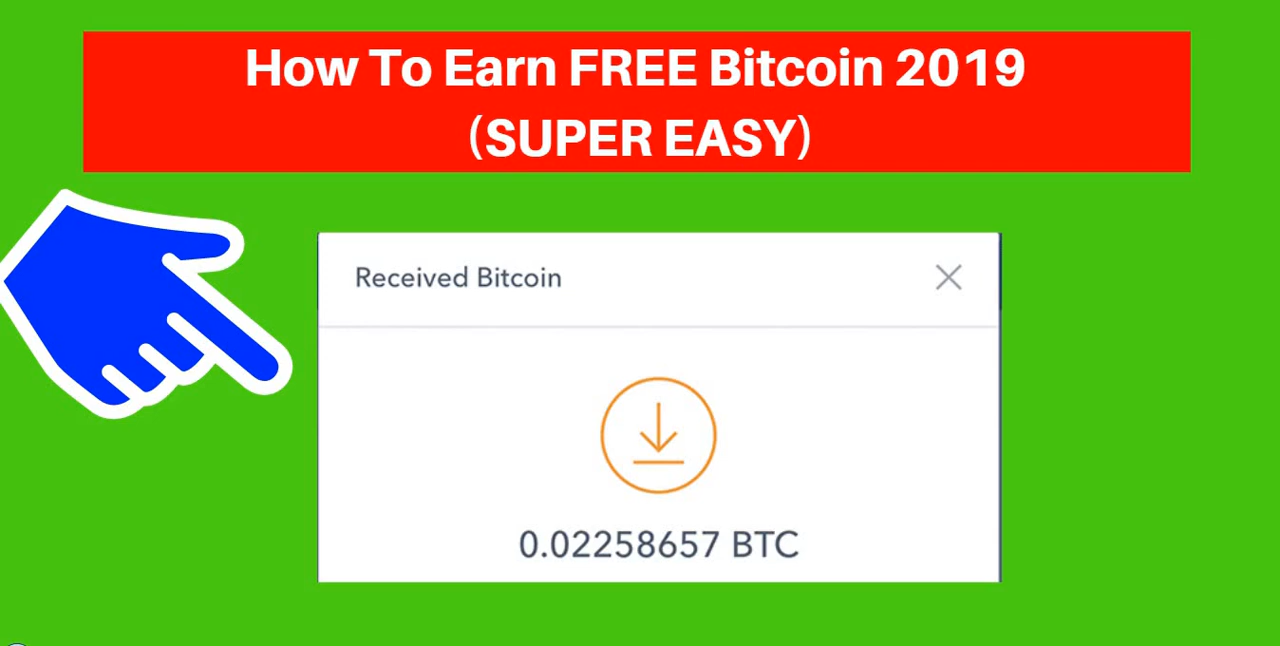 How To Earn FREE Bitcoin 2019
(SUPER EASY)
Received Bitcoin
0.02258657 BTC